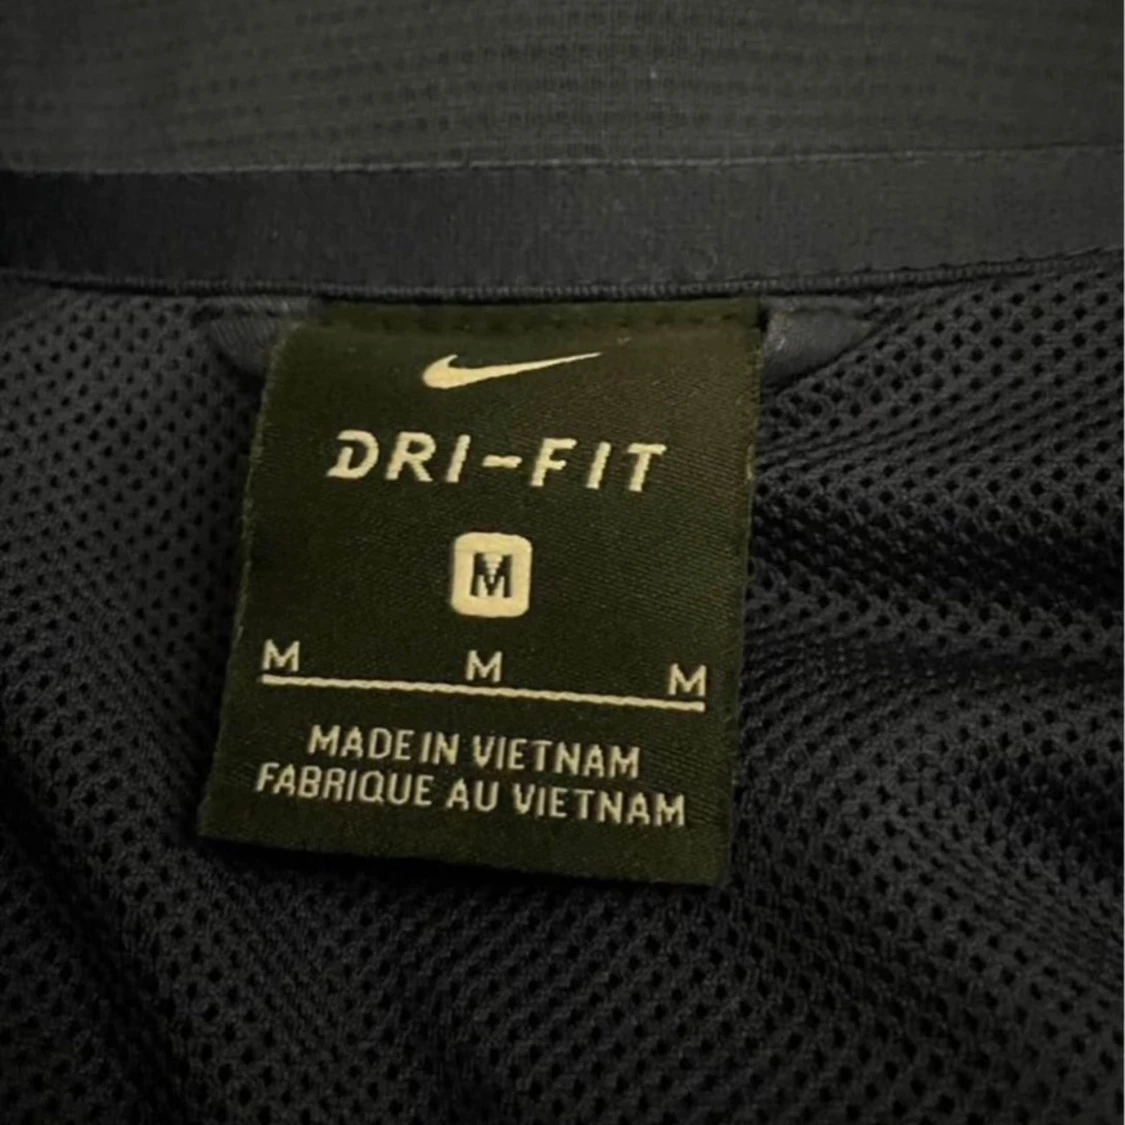 DRI-FIT
M
M M M
MADE IN VIETNAM
FABRIQUE AU VIETNAM